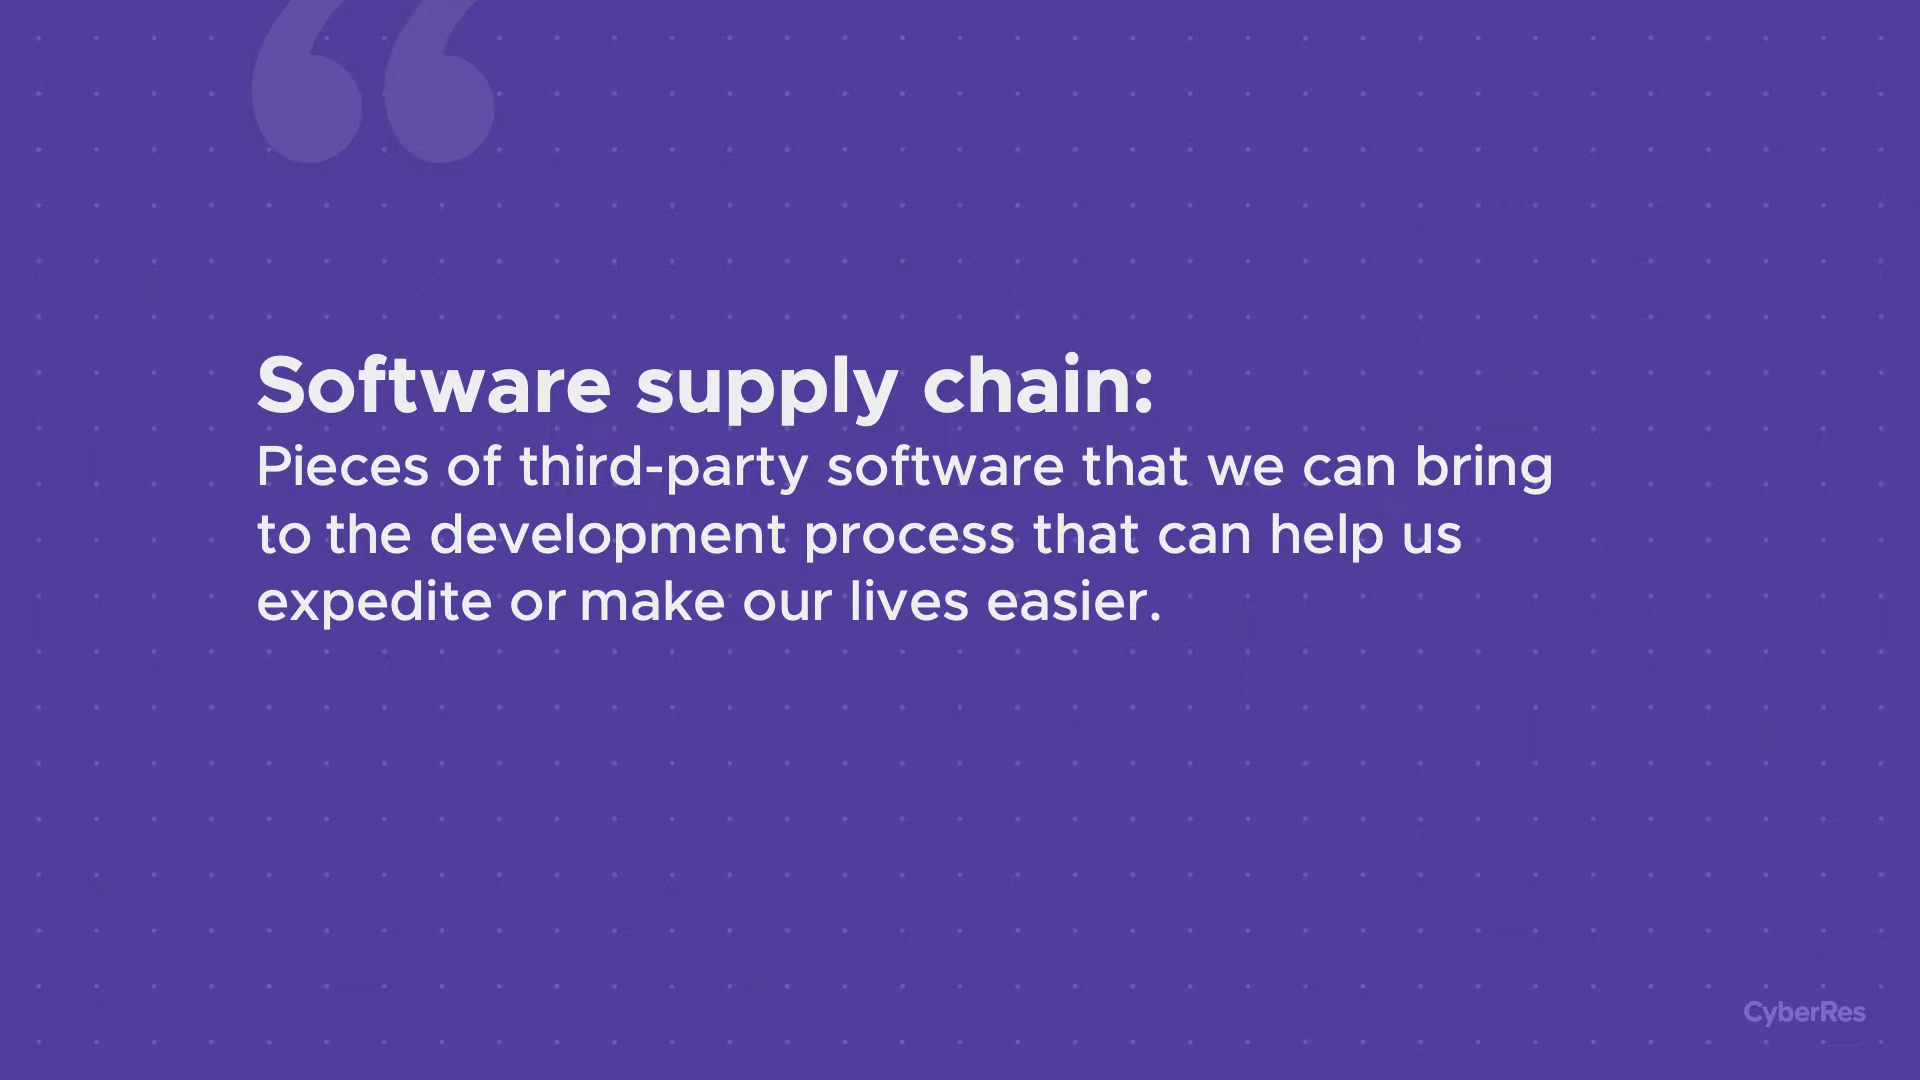 Software supply chain:
Pieces of third-party software that we can bring
to the development process that can help us
expedite or make our lives easier.
CyberRes